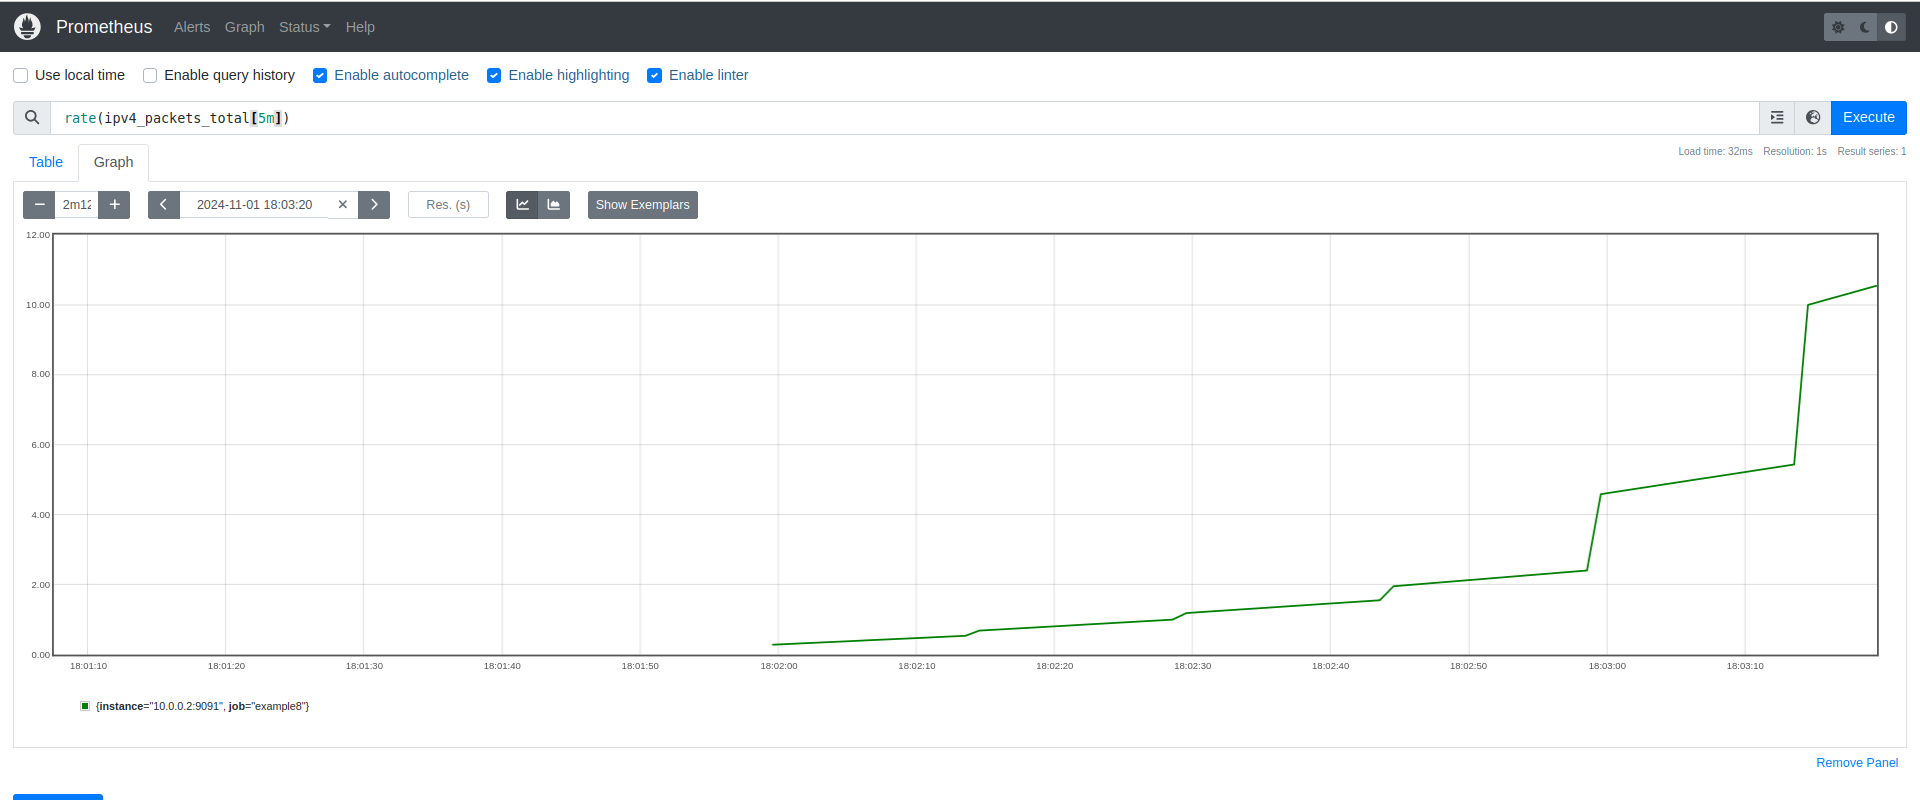 Prometheus Alerts Graph Status Help
Use local time Enable query history Enable autocomplete Enable highlighting Enable linter
rate(ipv4_packets_total[5m]) Execute
Table Graph Load time: 32ms Resolution: 1s Result series: 1
2m12 2024-11-01 18:03:20 Res. (s) Show Exemplars
12.00
10.00
8.00
6.00
4.00
2.00
0.00
18:01:10 18:01:20 18:01:30 18:01:40 18:01:50 18:02:00 18:02:10 18:02:20 18:02:30 18:02:40 18:02:50 18:03:00 18:03:10
{instance="10.0.0.2:9091", job="example8"}
Remove Panel